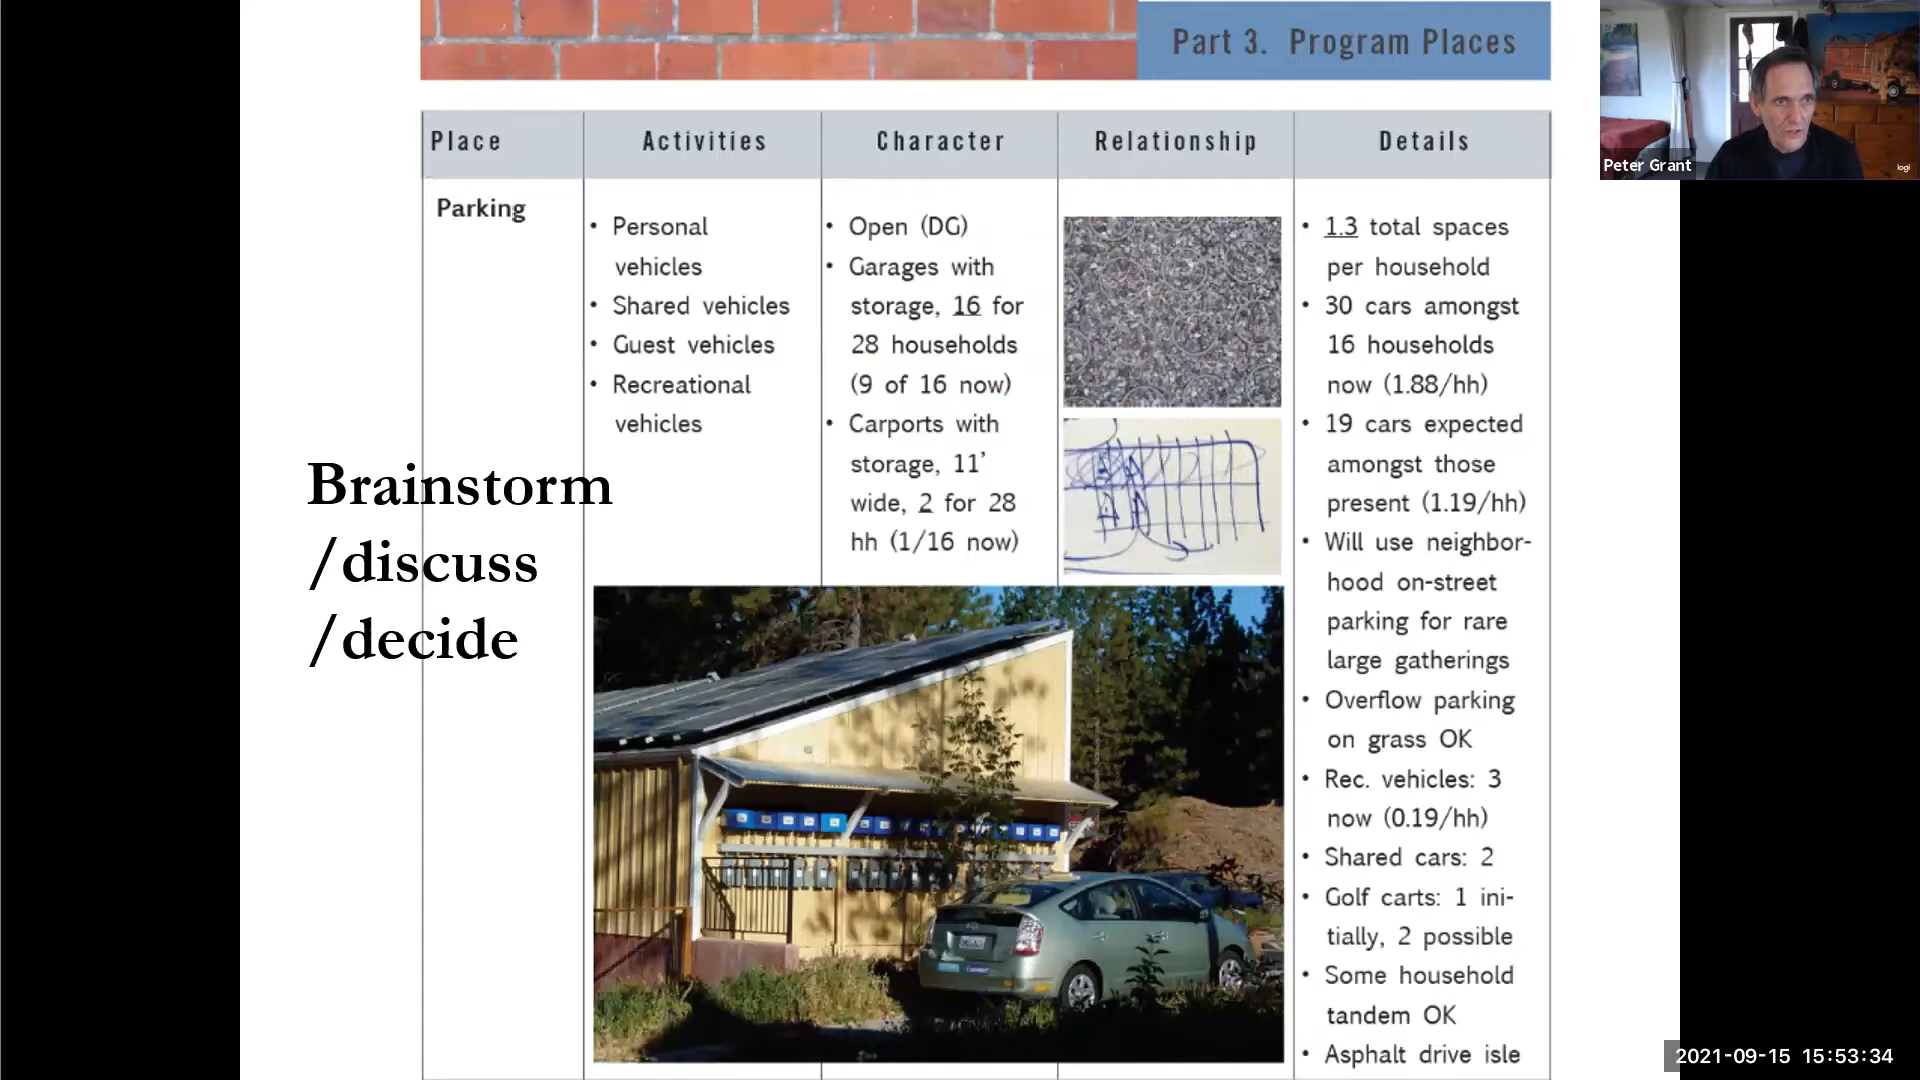 Part 3. Program Places
Place
Activities
Character
Relationship
Details
Parking
• Personal
vehicles
• Shared vehicles
• Guest vehicles
• Recreational
vehicles
• Open (DG)
• Garages with
storage, 16 for
28 households
(9 of 16 now)
• Carports with
storage, 11’
wide, 2 for 28
hh (1/16 now)
• 1.3 total spaces
per household
• 30 cars amongst
16 households
now (1.88/hh)
• 19 cars expected
amongst those
present (1.19/hh)
• Will use neighbor-
hood on-street
parking for rare
large gatherings
• Overflow parking
on grass OK
• Rec. vehicles: 3
now (0.19/hh)
• Shared cars: 2
• Golf carts: 1 ini-
tially, 2 possible
• Some household
tandem OK
• Asphalt drive isle
Brainstorm
/discuss
/decide
Peter Grant
logi
2021-09-15 15:53:34